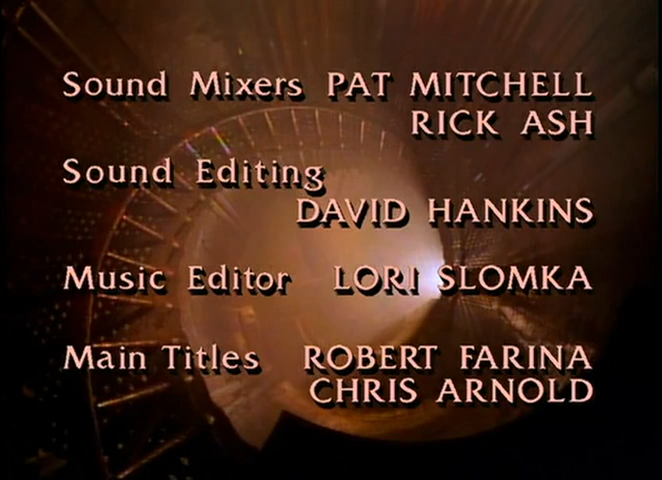 Sound Mixers PAT MITCHELL
RICK ASH
Sound Editing
DAVID HANKINS
Music Editor LORI SLOMKA
Main Titles ROBERT FARINA
CHRIS ARNOLD